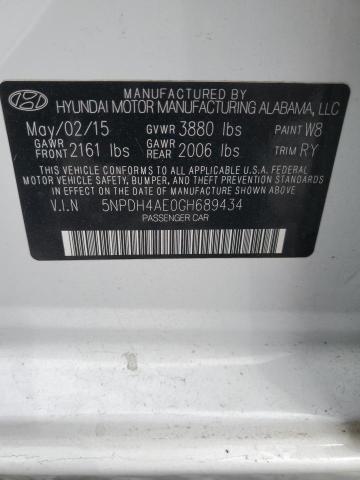 MANUFACTURED BY
HYUNDAI MOTOR MANUFACTURING ALABAMA, LLC
May/02/15 GVWR 3880 lbs PAINT W8
GAWR FRONT 2161 lbs GAWR REAR 2006 lbs TRIM RY
THIS VEHICLE CONFORMS TO ALL APPLICABLE U.S.A. FEDERAL
MOTOR VEHICLE SAFETY, BUMPER, AND THEFT PREVENTION
STANDARDS IN EFFECT ON THE DATE OF MANUFACTURE SHOWN ABOVE.
V.I.N 5NPDH4AE0GH689434
PASSENGER CAR